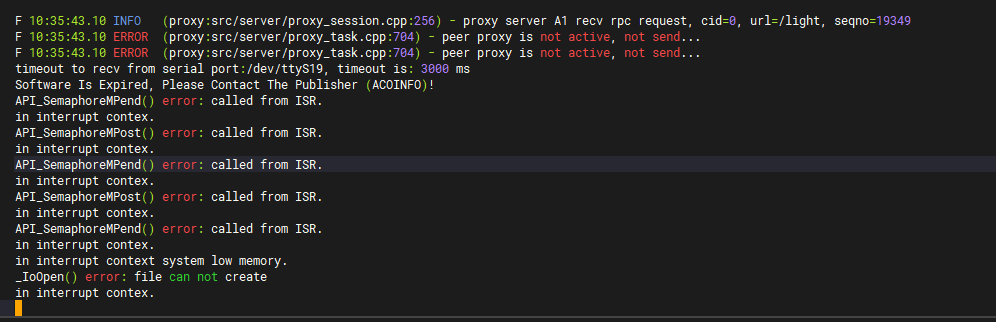 F 10:35:43.10 INFO (proxy:src/server/proxy_session.cpp:256) - proxy server A1 recv rpc request, cid=0, url=/light, seqno=19349
F 10:35:43.10 ERROR (proxy:src/server/proxy_task.cpp:704) - peer proxy is not active, not send...
F 10:35:43.10 ERROR (proxy:src/server/proxy_task.cpp:704) - peer proxy is not active, not send...
timeout to recv from serial port:/dev/ttyS19, timeout is: 3000 ms
Software Is Expired, Please Contact The Publisher (ACOINFO)!
API_SemaphoreMPend() error: called from ISR.
in interrupt contex.
API_SemaphoreMPost() error: called from ISR.
in interrupt contex.
API_SemaphoreMPend() error: called from ISR.
in interrupt contex.
API_SemaphoreMPost() error: called from ISR.
in interrupt contex.
API_SemaphoreMPend() error: called from ISR.
in interrupt contex.
in interrupt context system low memory.
_IoOpen() error: file can not create
in interrupt contex.